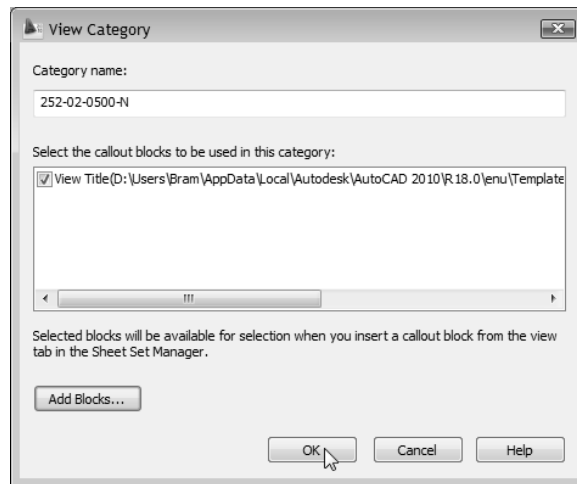 View Category
Category name:
252-02-0500-N
Select the callout blocks to be used in this category:
View Title(D:\Users\Bram\AppData\Local\Autodesk\AutoCAD 2010\R18.0\enu\Template
Selected blocks will be available for selection when you insert a callout block from the view
tab in the Sheet Set Manager.
Add Blocks...
OK
Cancel
Help